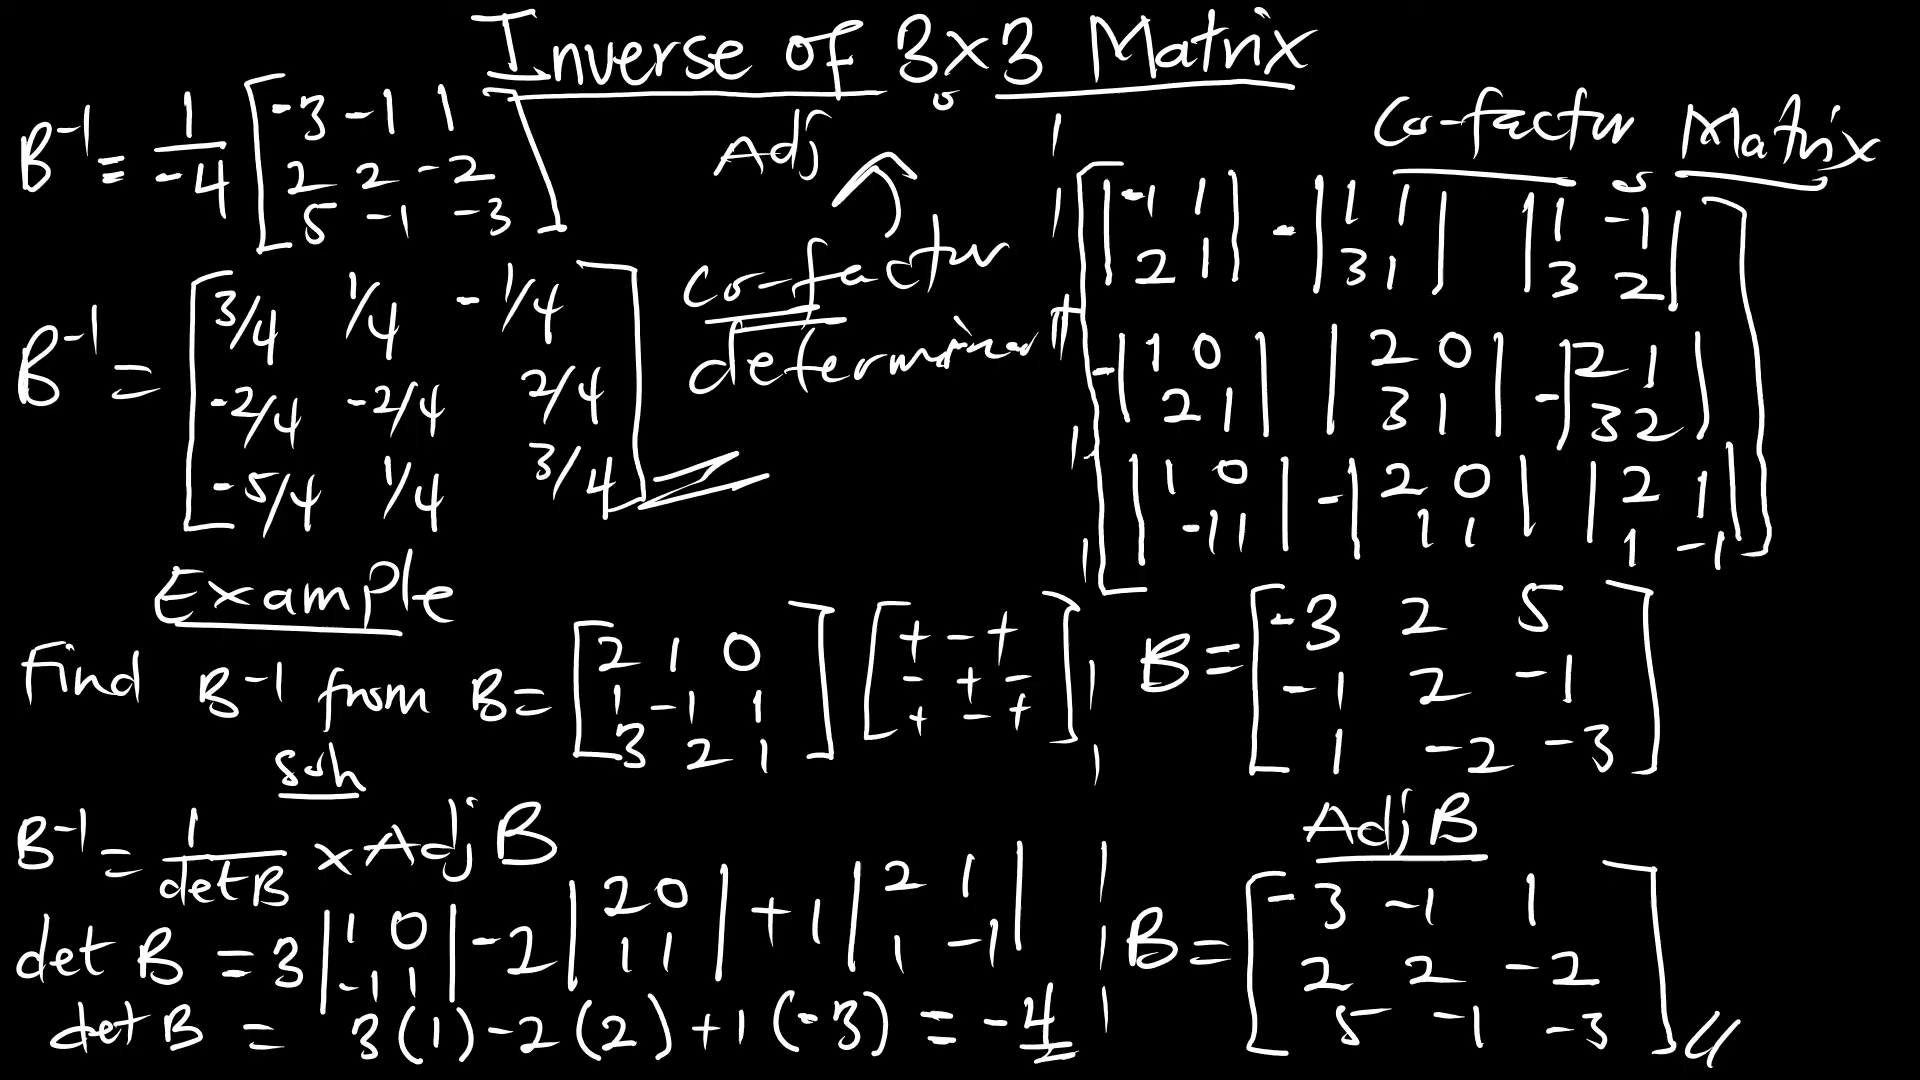 Inverse of 3×3 Matrix
B⁻¹ = 1/-4 [-3 -1 1
2 2 -2
5 -1 -3]
B⁻¹ = [3/4 1/4 -1/4
-2/4 -2/4 2/4
-5/4 1/4 3/4]
Adj
Co-factor
determinant
Example
Find B⁻¹ from B = [2 1 0
1 -1 1
3 2 1]
[+ - +
- + -
+ - +]
soln
B⁻¹ = 1/det B × Adj B
det B = 3|1 0
-1 1| - 2|2 0
1 1| + 1|2 1
1 -1|
det B = 3(1) - 2(2) + 1(-3) = -4
Co-factor Matrix
[|-1 1
2 1| -|1 1
3 1| |1 -1
3 2|
-|1 0
2 1| |2 0
3 1| -|2 1
3 2|
|1 0
-1 1| -|2 0
1 1| |2 1
1 -1|]
B = [-3 2 5
-1 2 -1
1 -2 -3]
Adj B
B = [-3 -1 1
2 2 -2
5 -1 -3]